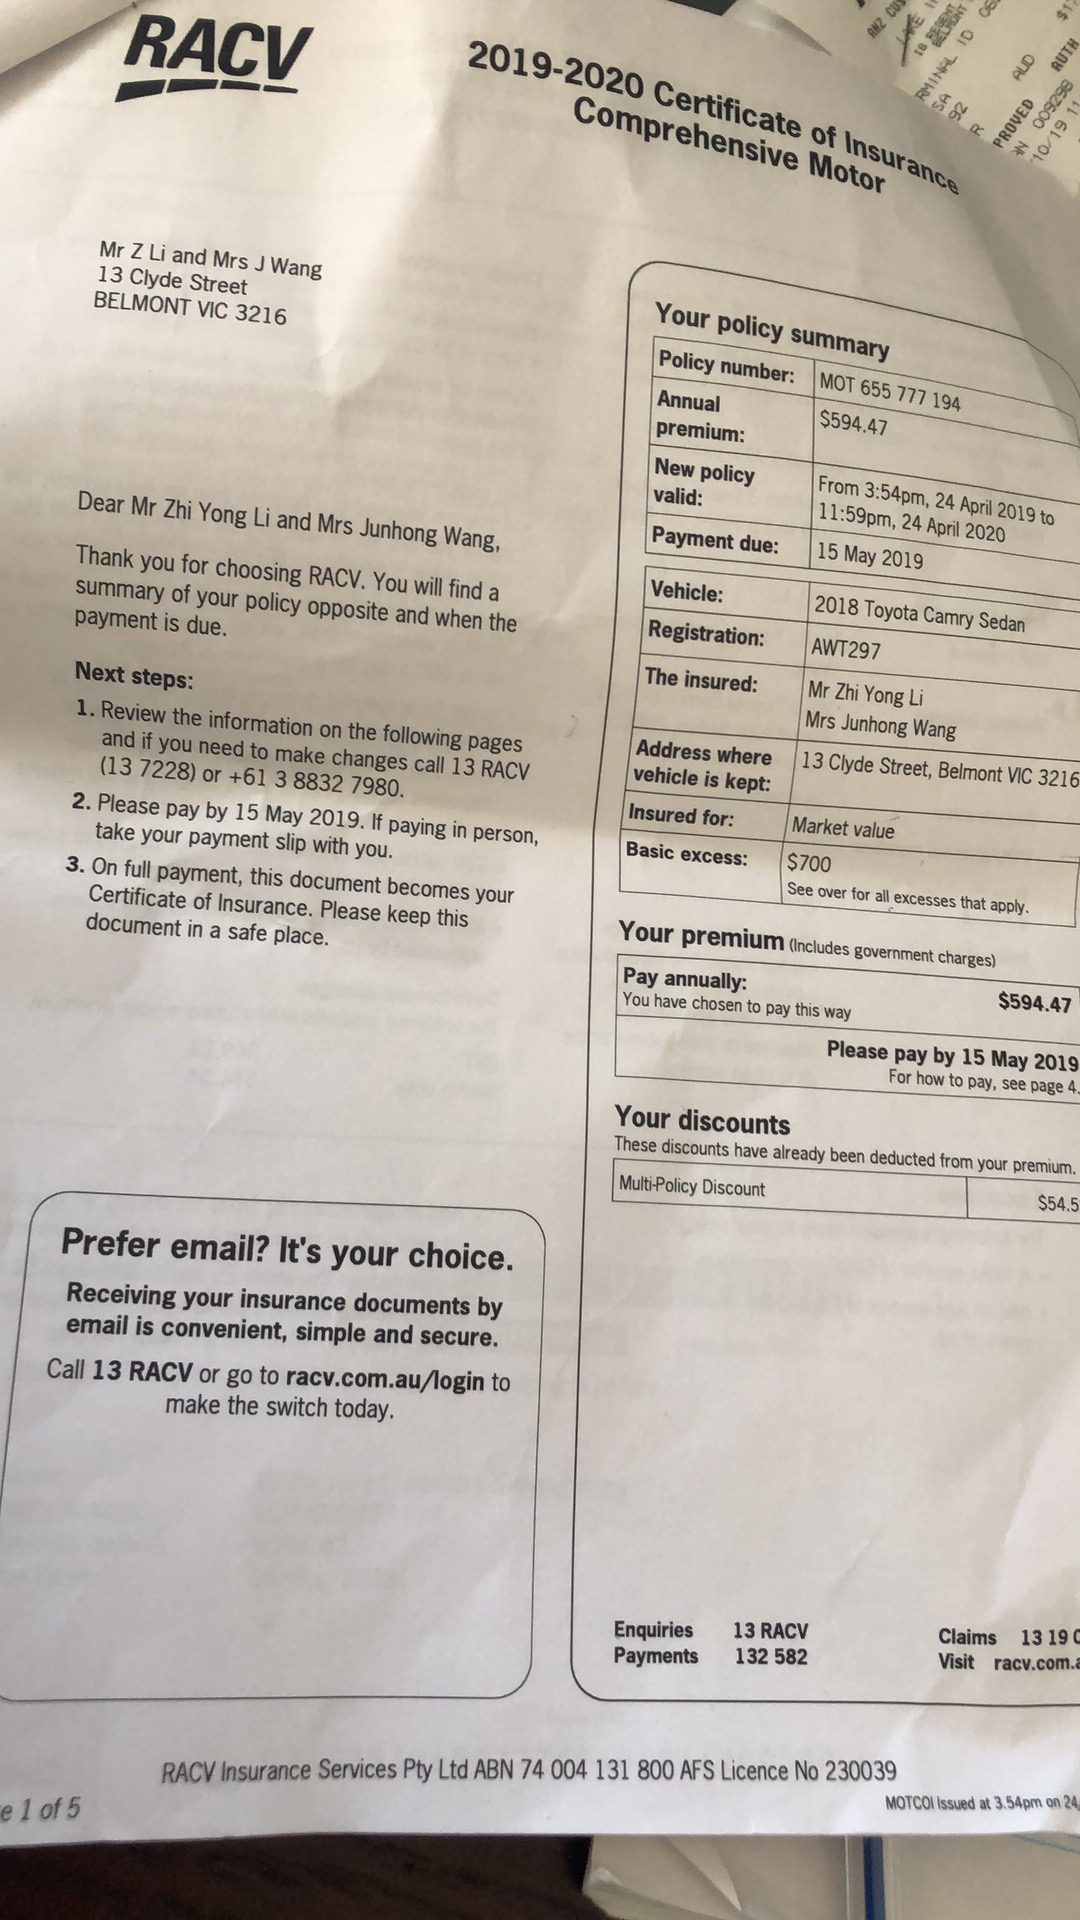 RACV
2019-2020 Certificate of Insurance
Comprehensive Motor
Mr Z Li and Mrs J Wang
13 Clyde Street
BELMONT VIC 3216
Dear Mr Zhi Yong Li and Mrs Junhong Wang,
Thank you for choosing RACV. You will find a
summary of your policy opposite and when the
payment is due.
Next steps:
1. Review the information on the following pages
and if you need to make changes call 13 RACV
(13 7228) or +61 3 8832 7980.
2. Please pay by 15 May 2019. If paying in person,
take your payment slip with you.
3. On full payment, this document becomes your
Certificate of Insurance. Please keep this
document in a safe place.
Prefer email? It's your choice.
Receiving your insurance documents by
email is convenient, simple and secure.
Call 13 RACV or go to racv.com.au/login to
make the switch today.
Your policy summary
Policy number: MOT 655 777 194
Annual
premium: $594.47
New policy
valid: From 3:54pm, 24 April 2019 to
11:59pm, 24 April 2020
Payment due: 15 May 2019
Vehicle: 2018 Toyota Camry Sedan
Registration: AWT297
The insured: Mr Zhi Yong Li
Mrs Junhong Wang
Address where
vehicle is kept: 13 Clyde Street, Belmont VIC 3216
Insured for: Market value
Basic excess: $700
See over for all excesses that apply.
Your premium (Includes government charges)
Pay annually: $594.47
You have chosen to pay this way
Please pay by 15 May 2019
For how to pay, see page 4.
Your discounts
These discounts have already been deducted from your premium.
Multi-Policy Discount $54.5
Enquiries 13 RACV Claims 13 19
Payments 132 582 Visit racv.com.a
RACV Insurance Services Pty Ltd ABN 74 004 131 800 AFS Licence No 230039
e 1 of 5
MOTCOI Issued at 3.54pm on 24
ANZ
ID
AUD
PROVED
AUTH
009298
10/19 11